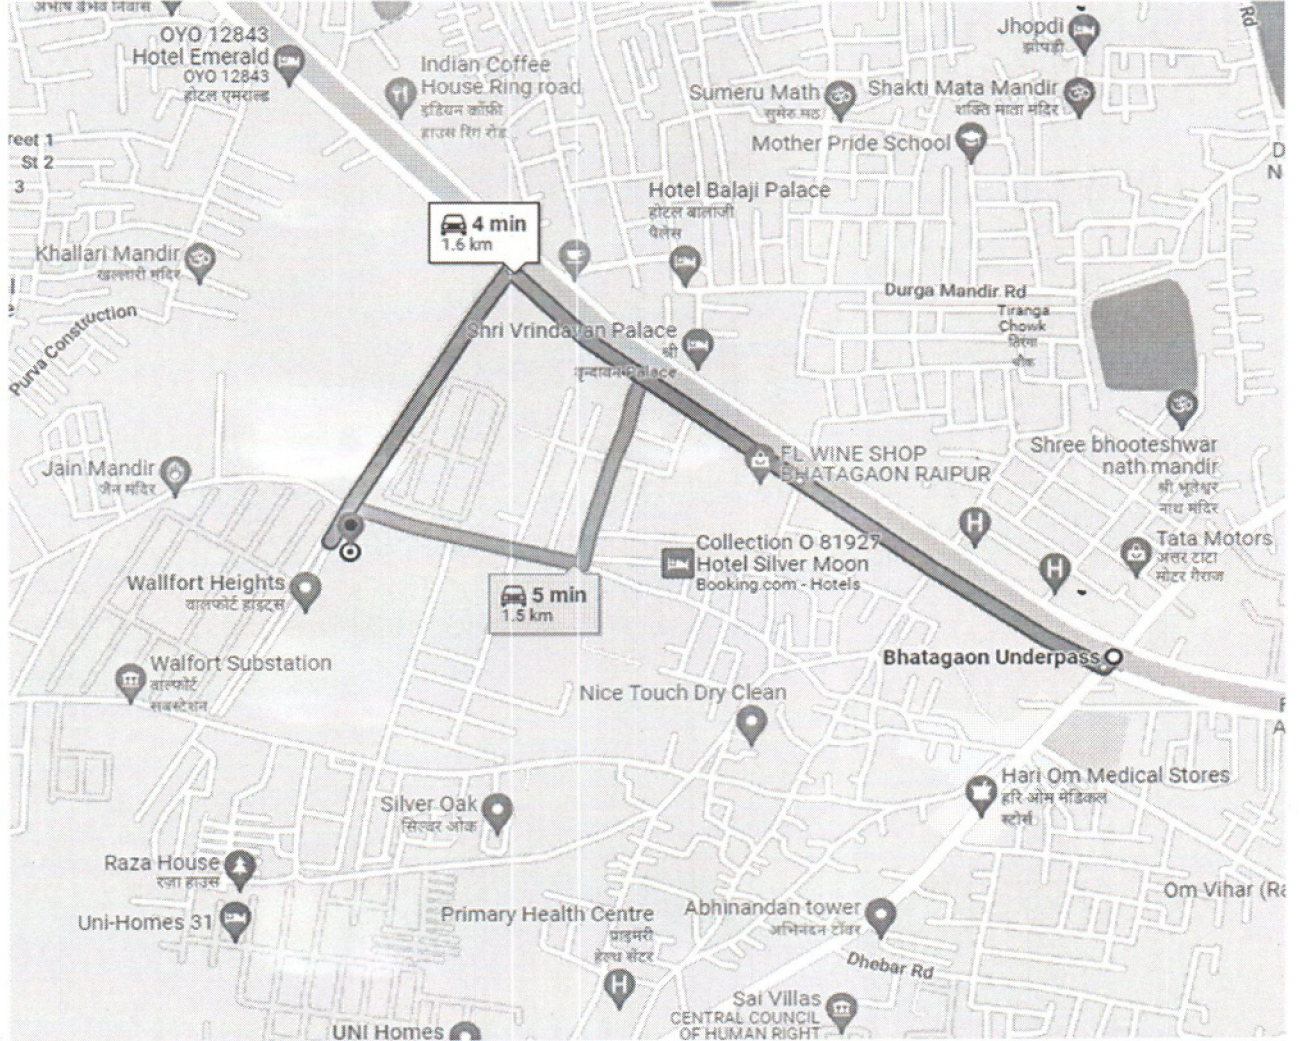 अभाष वैभव निवास
OYO 12843
Hotel Emerald
OYO 12843
होटल एमराल्ड
Indian Coffee
House Ring road
इंडियन कॉफ़ी
हाउस रिंग रोड
Jhopdi
झोपड़ी
Rd
Sumeru Math
सुमेरु मठ
Shakti Mata Mandir
शक्ति माता मंदिर
Mother Pride School
reet 1
St 2
3
D
N
Hotel Balaji Palace
होटल बालाजी
पैलेस
4 min
1.6 km
Khallari Mandir
खल्लारी मंदिर
Purva Construction
Durga Mandir Rd
Tiranga
Chowk
तिरंगा
चौक
Shri Vrindavan Palace
श्री
वृन्दावन Palace
FL WINE SHOP
BHATAGAON RAIPUR
Shree bhooteshwar
nath mandir
श्री भूतेश्वर
नाथ मंदिर
Jain Mandir
जैन मंदिर
Collection O 81927
Hotel Silver Moon
Booking.com - Hotels
Tata Motors
अत्तर टाटा
मोटर गैराज
Wallfort Heights
वालफोर्ट हाइट्स
5 min
1.5 km
Bhatagaon Underpass
Walfort Substation
वाल्फोर्ट
सबस्टेशन
Nice Touch Dry Clean
F
A
Hari Om Medical Stores
हरि ओम मेडिकल
स्टोर्स
Silver Oak
सिल्वर ओक
Raza House
रज़ा हाउस
Uni-Homes 31
Om Vihar (Ra
Primary Health Centre
प्राइमरी
हेल्थ सेंटर
Abhinandan tower
अभिनंदन टॉवर
Dhebar Rd
Sai Villas
CENTRAL COUNCIL
OF HUMAN RIGHT
UNI Homes